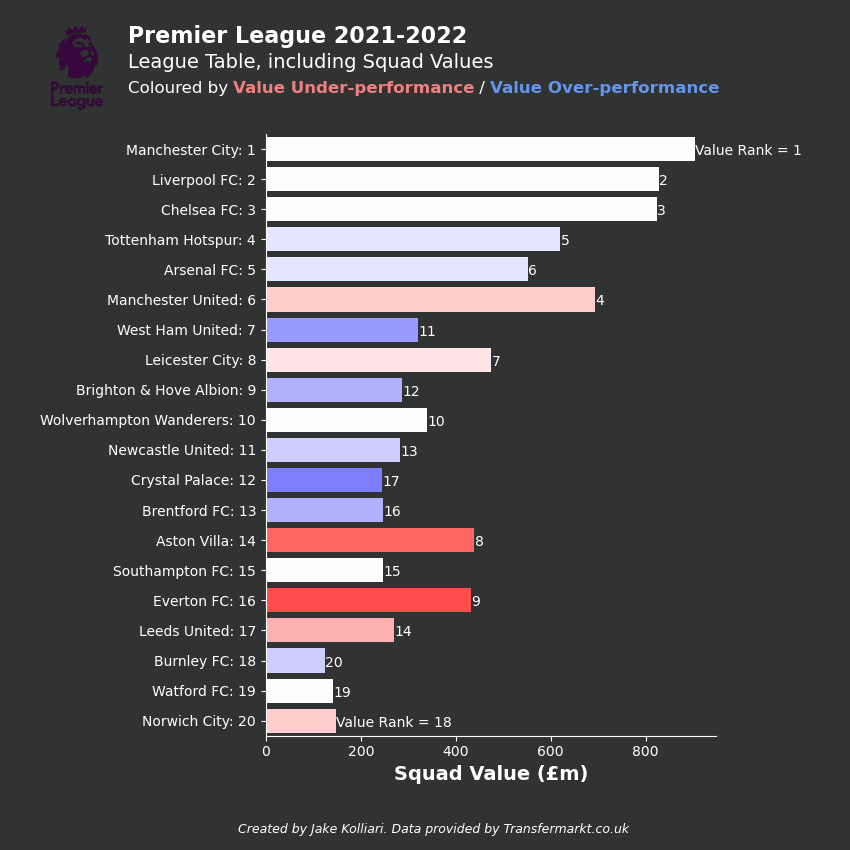 Premier League 2021-2022
League Table, including Squad Values
Coloured by Value Under-performance / Value Over-performance
Premier
League
Manchester City: 1 Value Rank = 1
Liverpool FC: 2 2
Chelsea FC: 3 3
Tottenham Hotspur: 4 5
Arsenal FC: 5 6
Manchester United: 6 4
West Ham United: 7 11
Leicester City: 8 7
Brighton & Hove Albion: 9 12
Wolverhampton Wanderers: 10 10
Newcastle United: 11 13
Crystal Palace: 12 17
Brentford FC: 13 16
Aston Villa: 14 8
Southampton FC: 15 15
Everton FC: 16 9
Leeds United: 17 14
Burnley FC: 18 20
Watford FC: 19 19
Norwich City: 20 Value Rank = 18
0 200 400 600 800
Squad Value (£m)
Created by Jake Kolliari. Data provided by Transfermarkt.co.uk